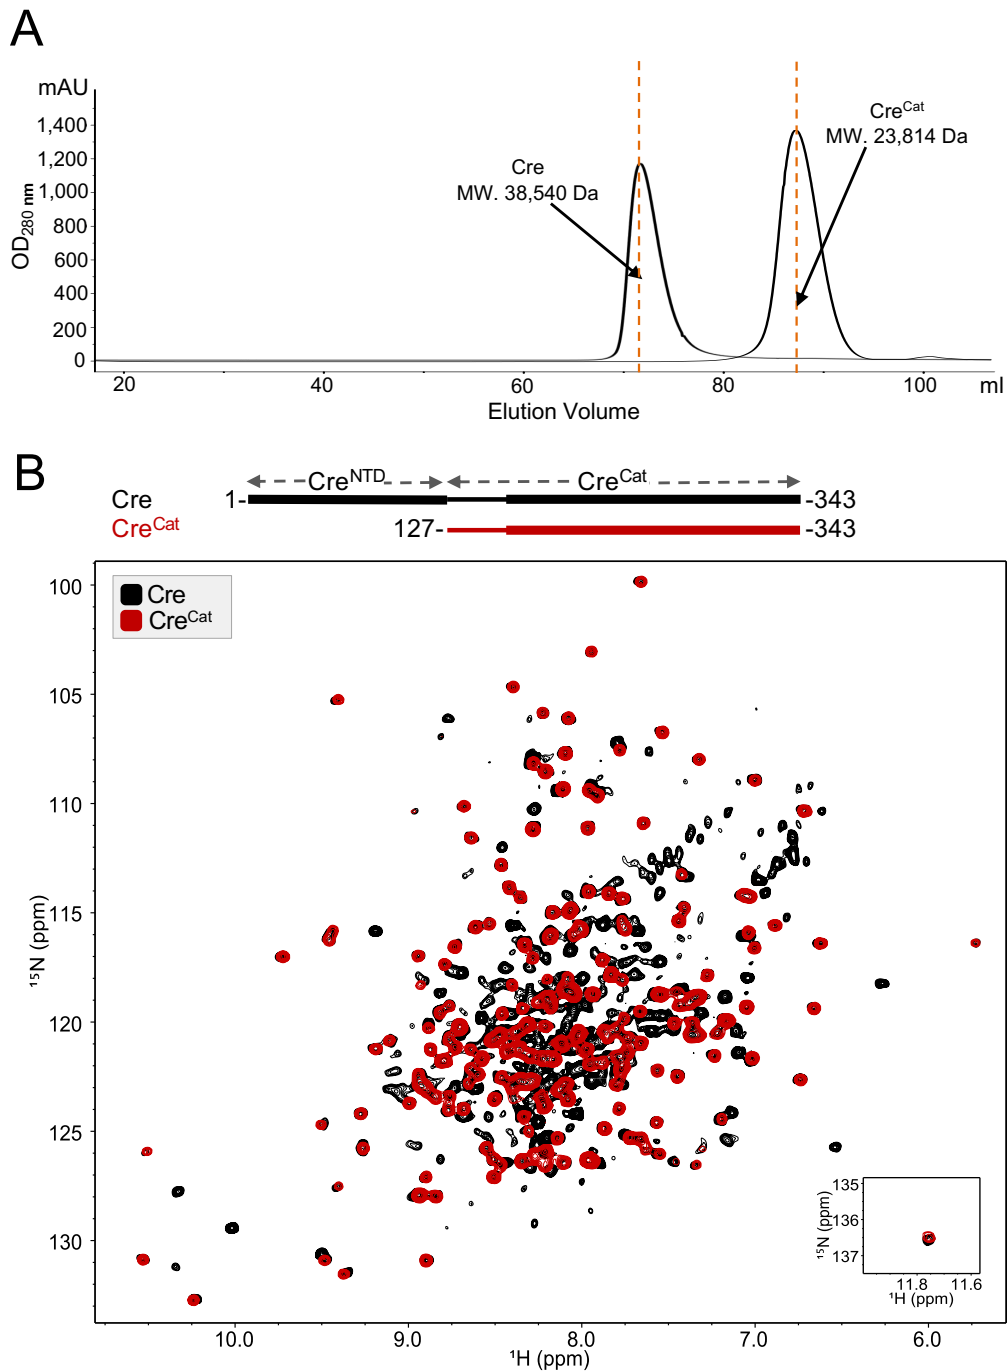 A
mAU
1,400
1,200
1,000
800
600
400
200
0
OD280 nm
Cre
MW. 38,540 Da
CreCat
MW. 23,814 Da
20 40 60 80 100 ml
Elution Volume
B
CreNTD CreCat
Cre 1- -343
CreCat 127- -343
Cre
CreCat
100
105
110
115
120
125
130
15N (ppm)
135
136
137
15N (ppm)
11.8 11.6
1H (ppm)
10.0 9.0 8.0 7.0 6.0
1H (ppm)